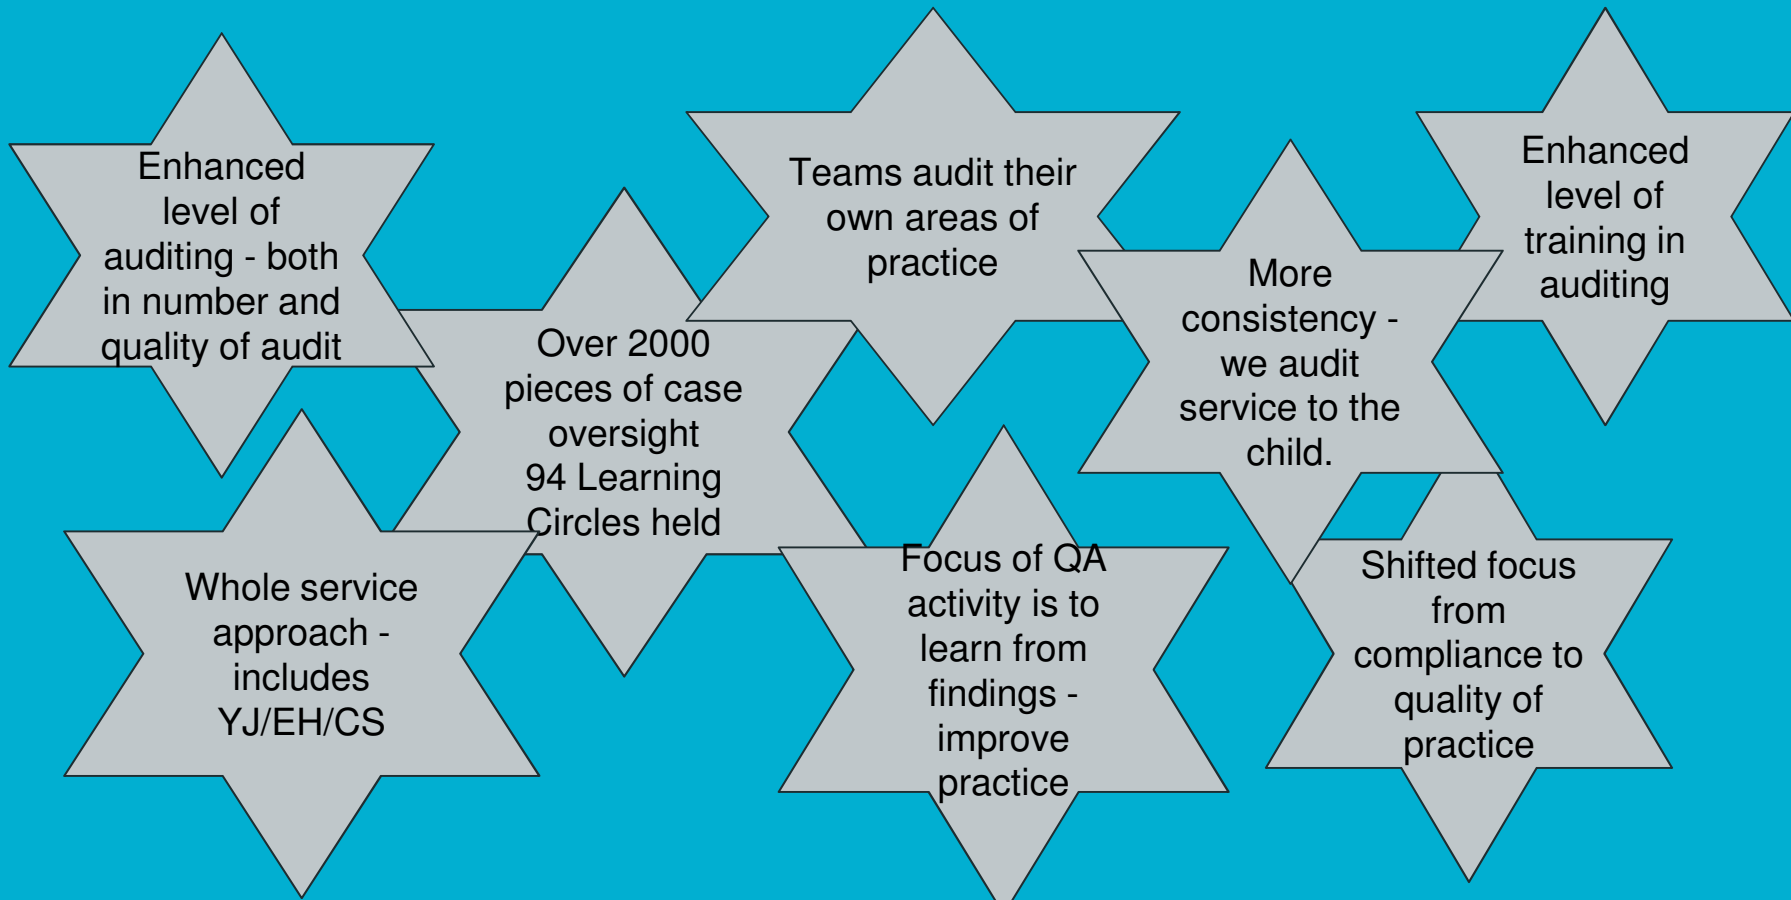 Enhanced
level of
auditing - both
in number and
quality of audit
Over 2000
pieces of case
oversight
94 Learning
Circles held
Teams audit their
own areas of
practice
More
consistency -
we audit
service to the
child.
Enhanced
level of
training in
auditing
Whole service
approach -
includes
YJ/EH/CS
Focus of QA
activity is to
learn from
findings -
improve
practice
Shifted focus
from
compliance to
quality of
practice